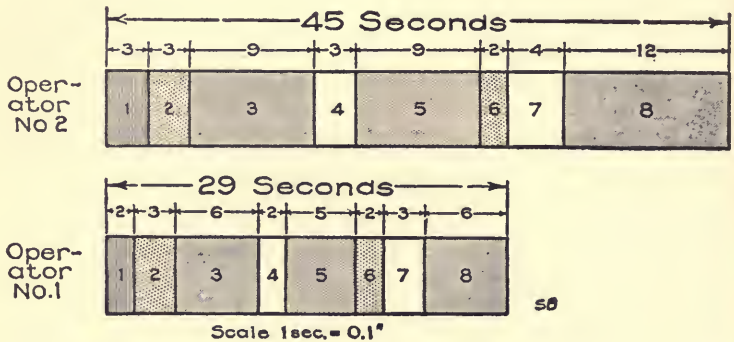 45 Seconds
3 3 9 3 9 2 4 12
Oper-
ator
No 2
1 2 3 4 5 6 7 8
29 Seconds
2 3 6 2 5 2 3 6
Oper-
ator
No.1
1 2 3 4 5 6 7 8
Scale 1sec. = 0.1"